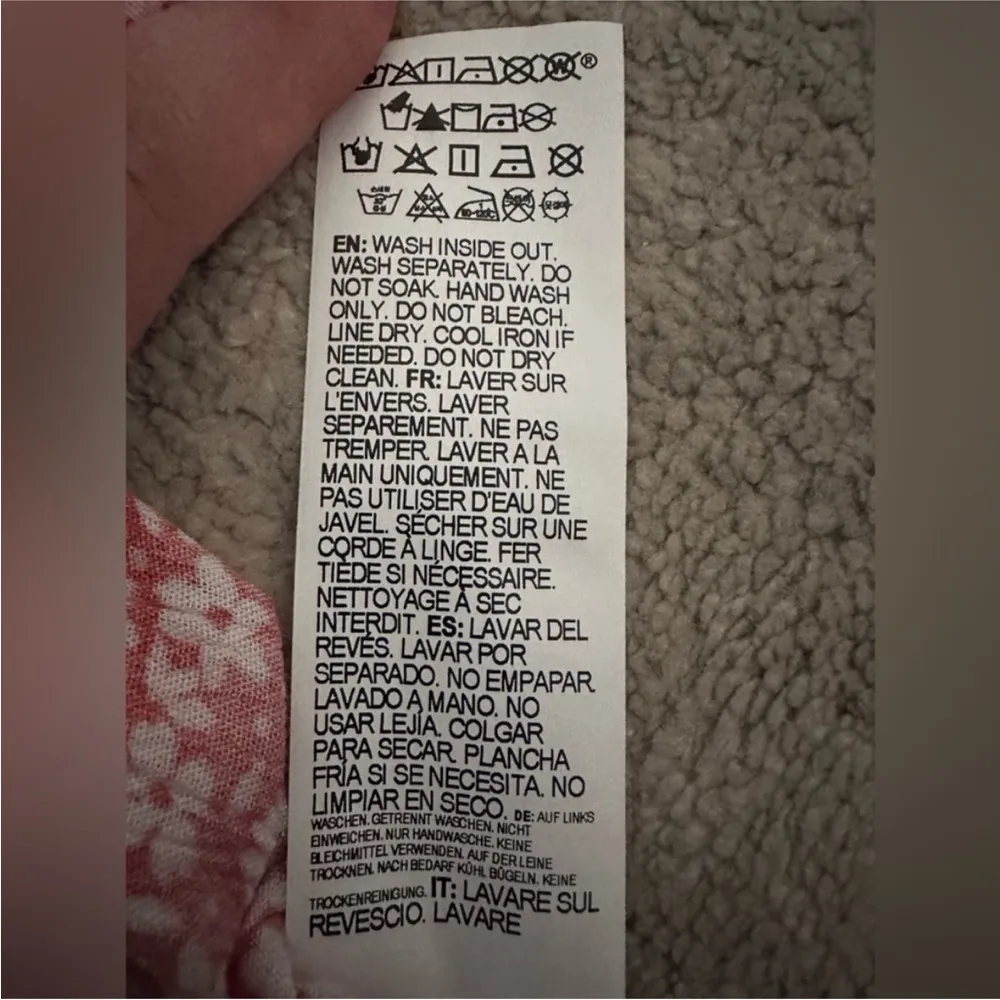 W ®
EN: WASH INSIDE OUT.
WASH SEPARATELY. DO
NOT SOAK. HAND WASH
ONLY. DO NOT BLEACH.
LINE DRY. COOL IRON IF
NEEDED. DO NOT DRY
CLEAN. FR: LAVER SUR
L'ENVERS. LAVER
SEPAREMENT. NE PAS
TREMPER. LAVER A LA
MAIN UNIQUEMENT. NE
PAS UTILISER D'EAU DE
JAVEL. SÉCHER SUR UNE
CORDE À LINGE. FER
TIÈDE SI NÉCESSAIRE.
NETTOYAGE À SEC
INTERDIT. ES: LAVAR DEL
REVÉS. LAVAR POR
SEPARADO. NO EMPAPAR.
LAVADO A MANO. NO
USAR LEJÍA. COLGAR
PARA SECAR. PLANCHA
FRÍA SI SE NECESITA. NO
LIMPIAR EN SECO. DE: AUF LINKS
WASCHEN. GETRENNT WASCHEN. NICHT
EINWEICHEN. NUR HANDWASCHE. KEINE
BLEICHMITTEL VERWENDEN. AUF DER LEINE
TROCKNEN. NACH BEDARF KÜHL BÜGELN. KEINE
TROCKENREINIGUNG. IT: LAVARE SUL
REVESCIO. LAVARE